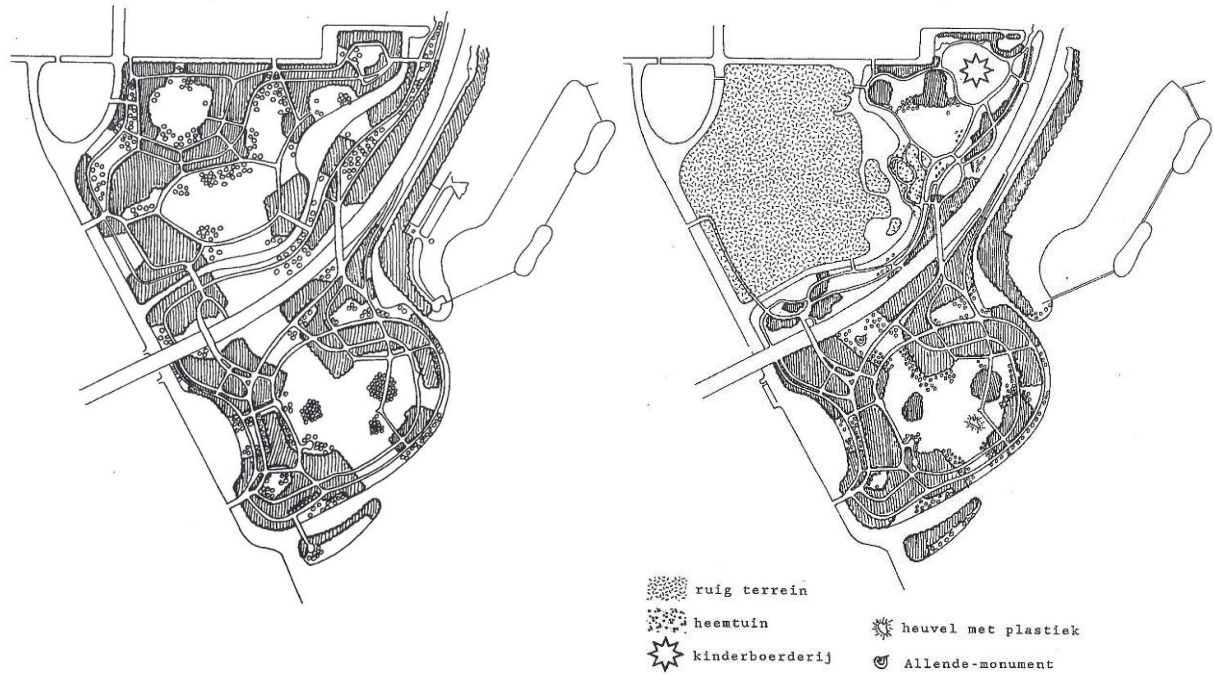 ruig terrein
heemtuin
kinderboerderij
heuvel met plastiek
Allende-monument